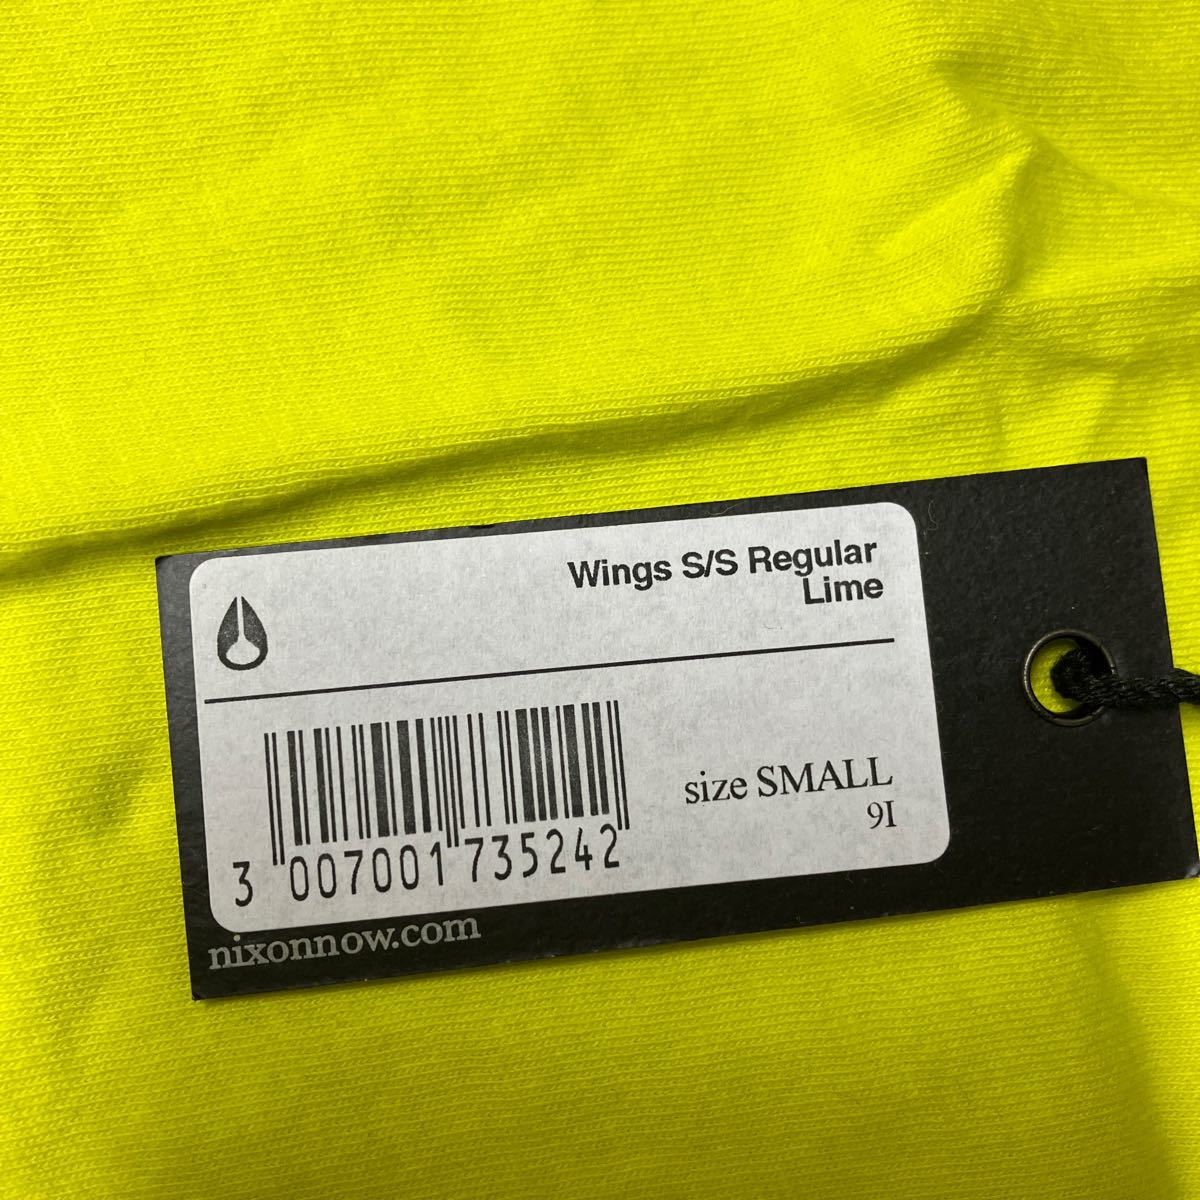 Wings S/S Regular
Lime
size SMALL
9I
3 007001 735242
nixonnow.com